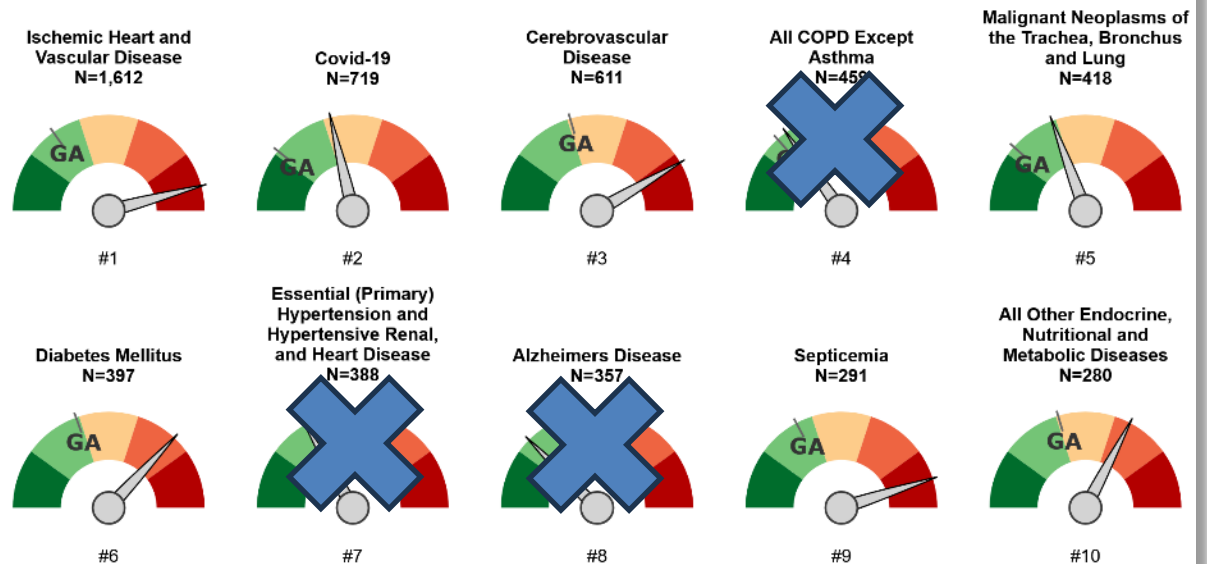 Ischemic Heart and
Vascular Disease
N=1,612
GA
#1
Covid-19
N=719
GA
#2
Cerebrovascular
Disease
N=611
GA
#3
All COPD Except
Asthma
N=459
#4
Malignant Neoplasms of
the Trachea, Bronchus
and Lung
N=418
GA
#5
Diabetes Mellitus
N=397
GA
#6
Essential (Primary)
Hypertension and
Hypertensive Renal,
and Heart Disease
N=388
#7
Alzheimers Disease
N=357
#8
Septicemia
N=291
GA
#9
All Other Endocrine,
Nutritional and
Metabolic Diseases
N=280
GA
#10